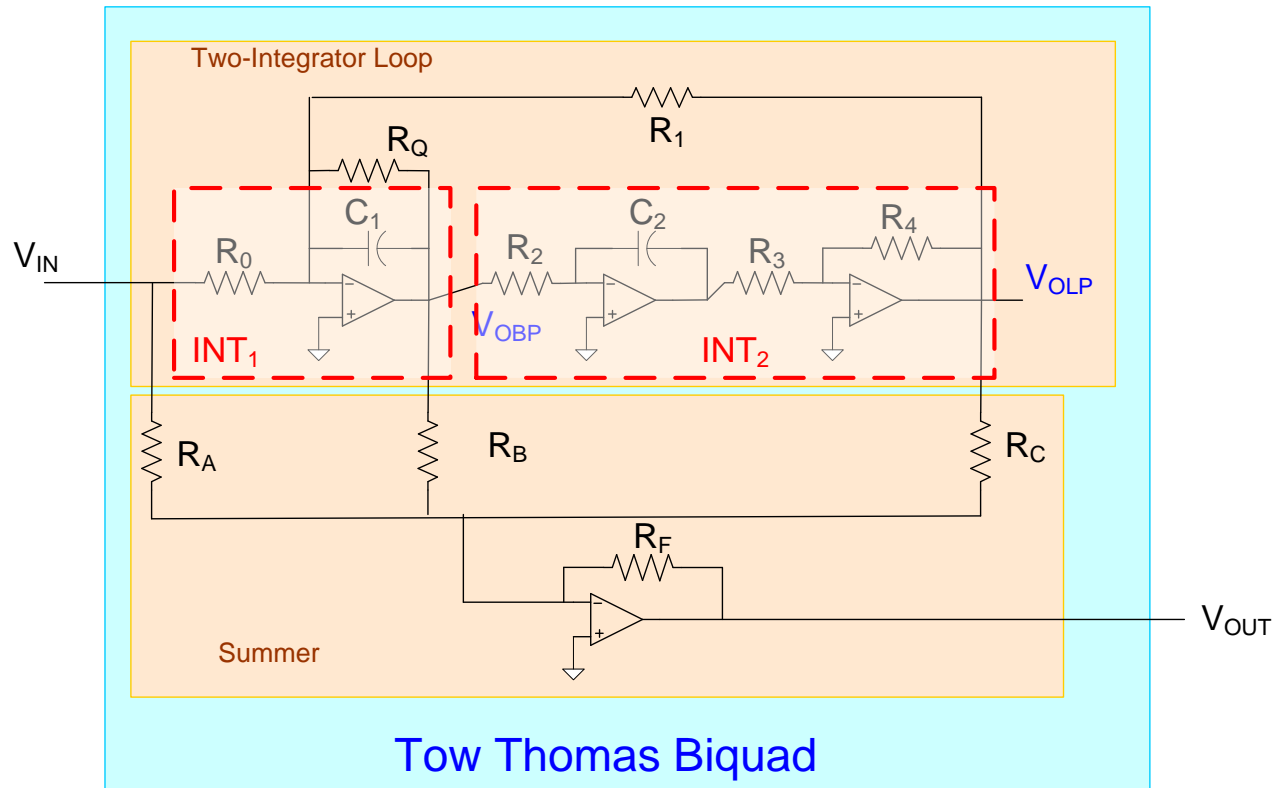 Two-Integrator Loop
R1
RQ
C1
C2
R4
R0
R2
R3
VIN
VOLP
VOBP
INT1
INT2
RA
RB
RC
RF
VOUT
Summer
Tow Thomas Biquad